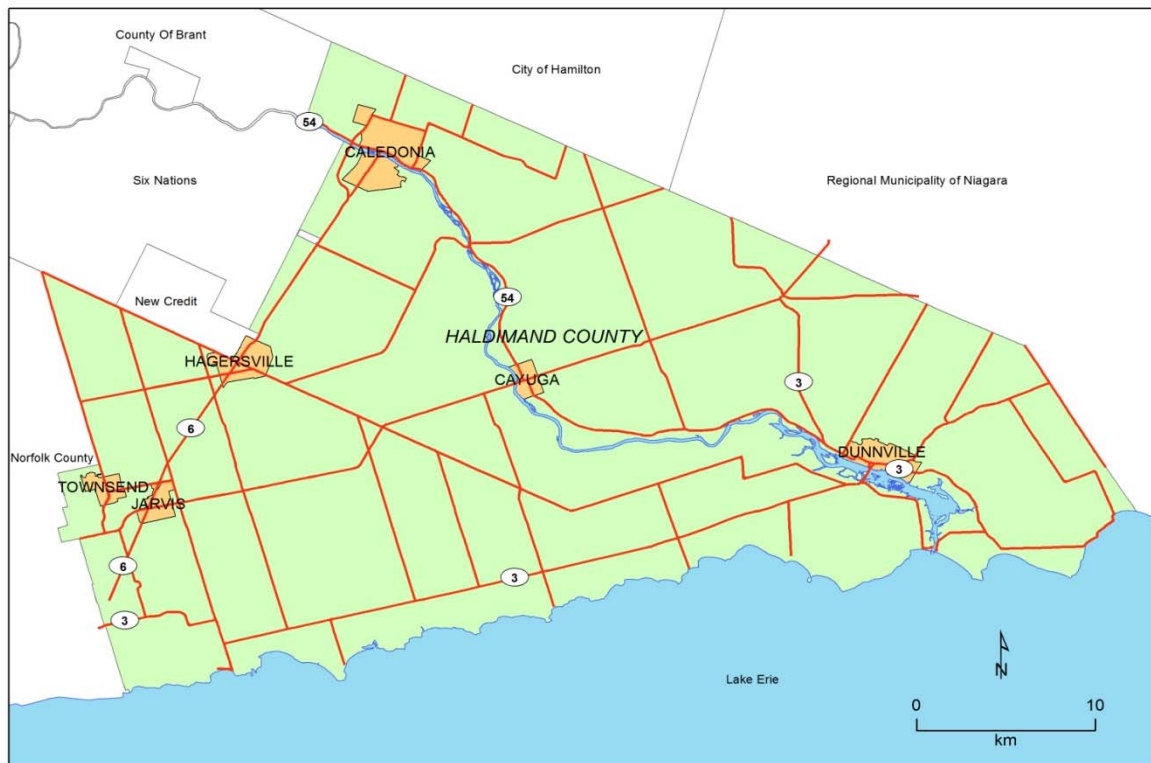 County Of Brant
City of Hamilton
54
CALEDONIA
Six Nations
Regional Municipality of Niagara
New Credit
54
HALDIMAND COUNTY
HAGERSVILLE
CAYUGA
3
6
Norfolk County
DUNNVILLE
3
TOWNSEND
JARVIS
6
3
3
N
Lake Erie
0 10
km